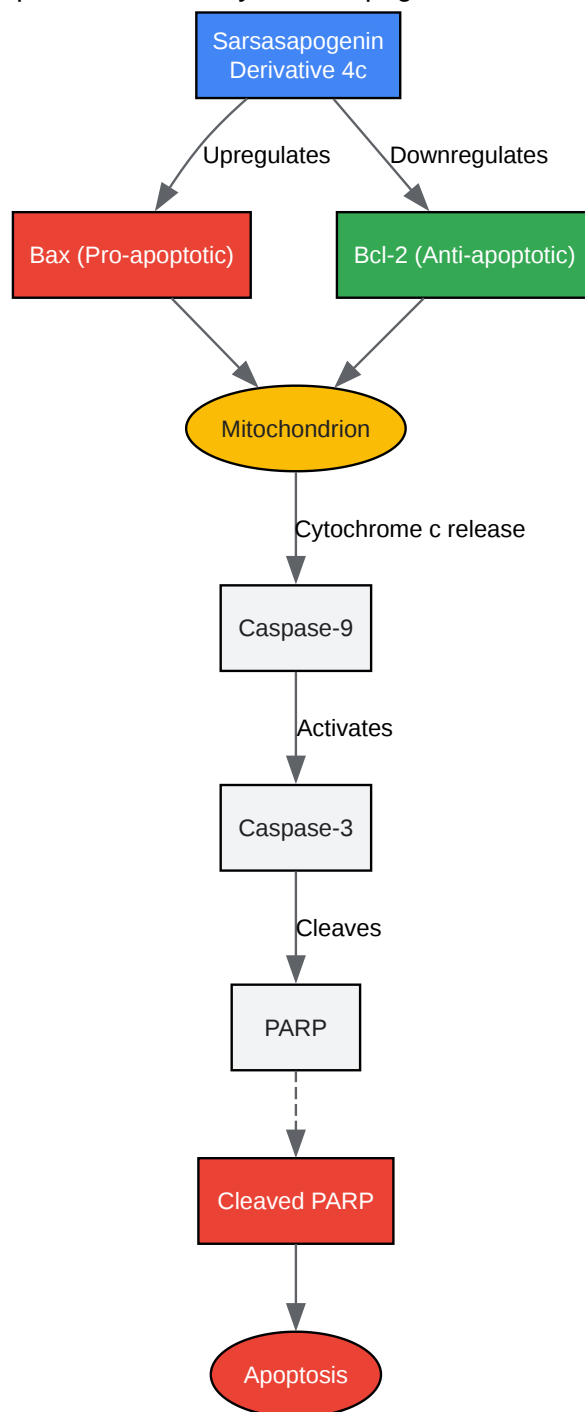 Sarsasapogenin
Derivative 4c
Upregulates
Downregulates
Bax (Pro-apoptotic)
Bcl-2 (Anti-apoptotic)
Mitochondrion
Cytochrome c release
Caspase-9
Activates
Caspase-3
Cleaves
PARP
Cleaved PARP
Apoptosis